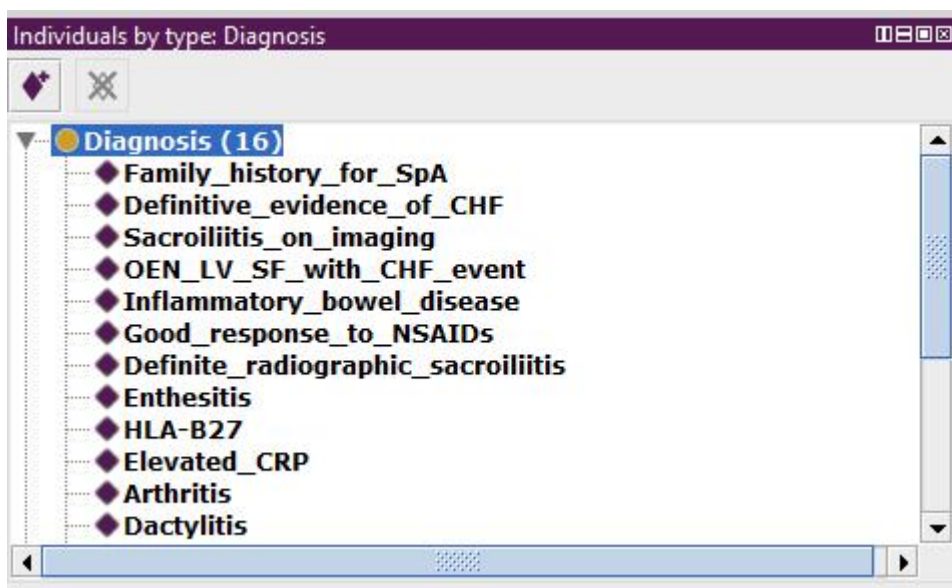 Individuals by type: Diagnosis
Diagnosis (16)
Family_history_for_SpA
Definitive_evidence_of_CHF
Sacroiliitis_on_imaging
OEN_LV_SF_with_CHF_event
Inflammatory_bowel_disease
Good_response_to_NSAIDs
Definite_radiographic_sacroiliitis
Enthesitis
HLA-B27
Elevated_CRP
Arthritis
Dactylitis